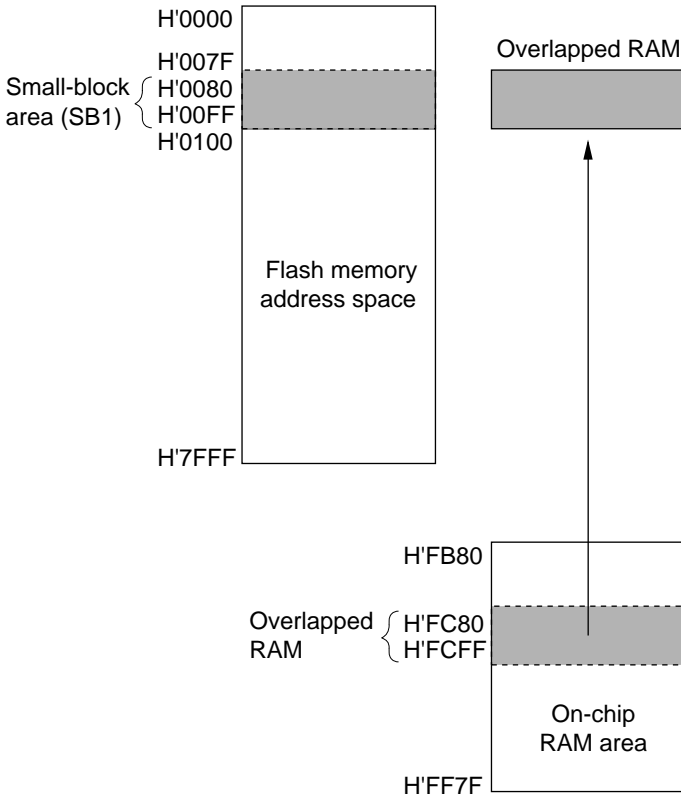 H'0000
H'007F
Small-block
area (SB1)
H'0080
H'00FF
H'0100
Overlapped RAM
Flash memory
address space
H'7FFF
H'FB80
Overlapped
RAM
H'FC80
H'FCFF
On-chip
RAM area
H'FF7F